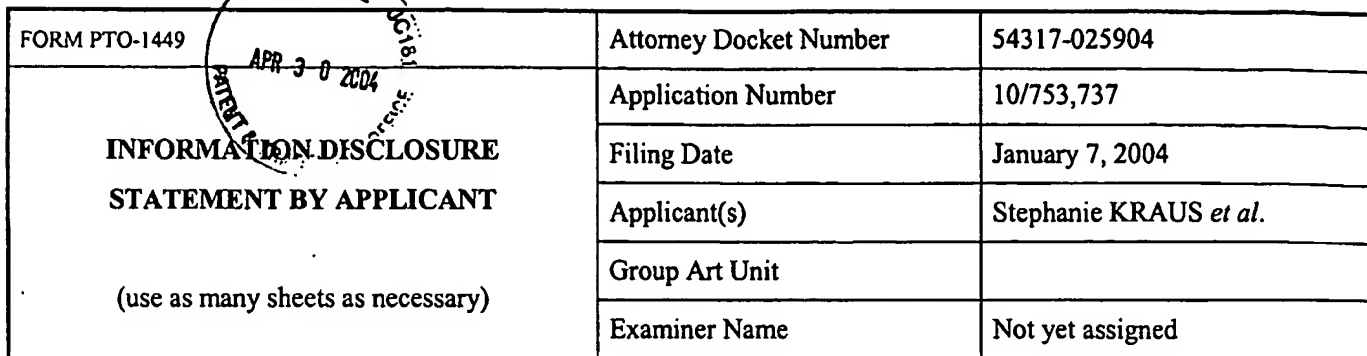 FORM PTO-1449
JC181
APR 3 0 2004
PATENT &
INFORMATION DISCLOSURE
STATEMENT BY APPLICANT
(use as many sheets as necessary)
Attorney Docket Number 54317-025904
Application Number 10/753,737
Filing Date January 7, 2004
Applicant(s) Stephanie KRAUS et al.
Group Art Unit
Examiner Name Not yet assigned